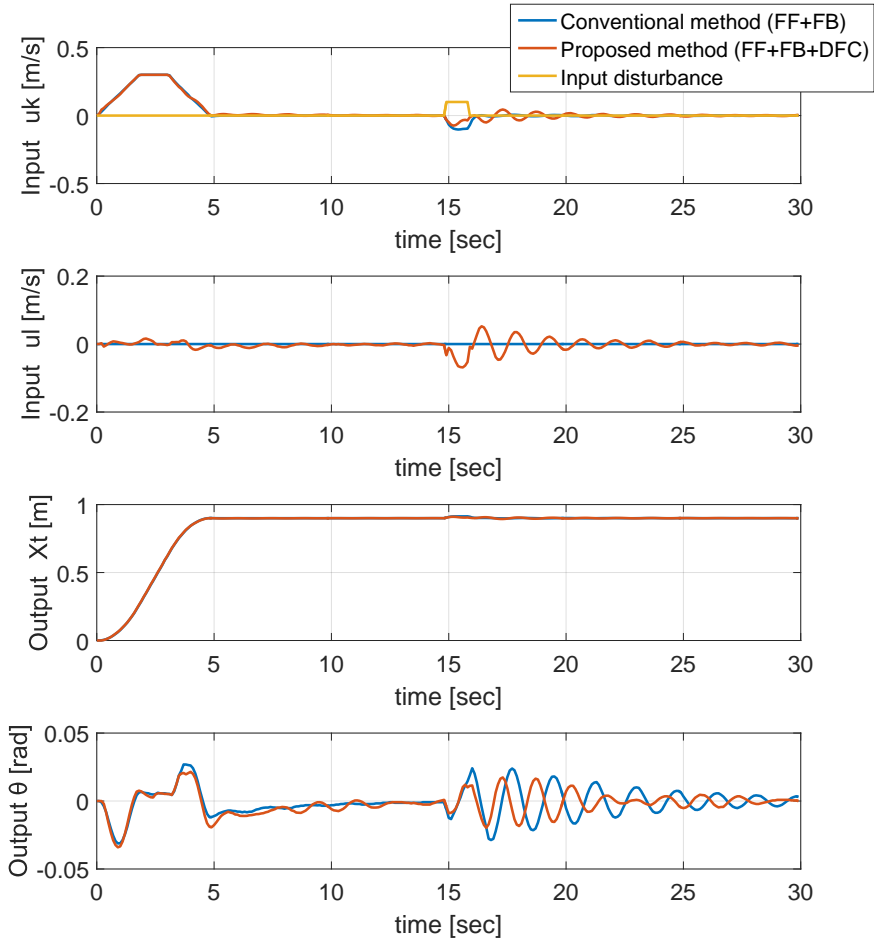 Conventional method (FF+FB)
Proposed method (FF+FB+DFC)
Input disturbance
Input uk [m/s]
0.5
0
-0.5
0 5 10 15 20 25 30
time [sec]
Input ul [m/s]
0.2
0
-0.2
0 5 10 15 20 25 30
time [sec]
Output Xt [m]
1
0.5
0
0 5 10 15 20 25 30
time [sec]
Output θ [rad]
0.05
0
-0.05
0 5 10 15 20 25 30
time [sec]